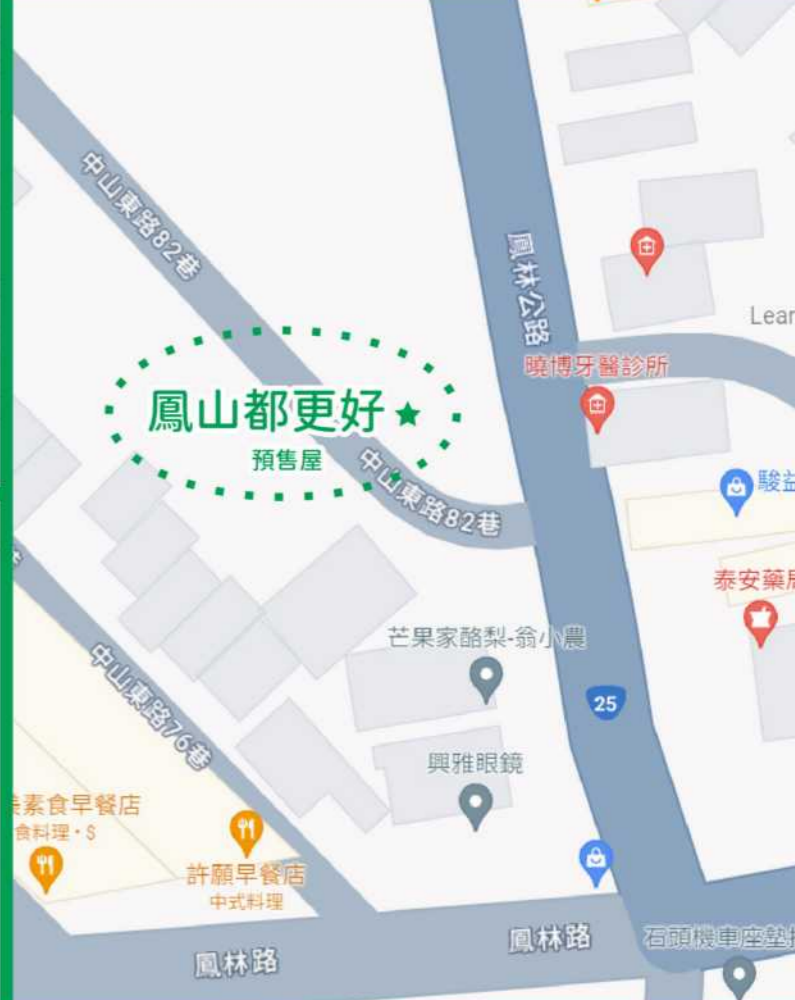 中山東路82巷
鳳林公路
Lear
曉博牙醫診所
鳳山都更好
預售屋
中山東路82巷
駿益
泰安藥局
芒果家酪梨-翁小農
25
中山東路76巷
興雅眼鏡
素食早餐店
食料理・$
許願早餐店
中式料理
鳳林路
鳳林路
石頭機車座墊